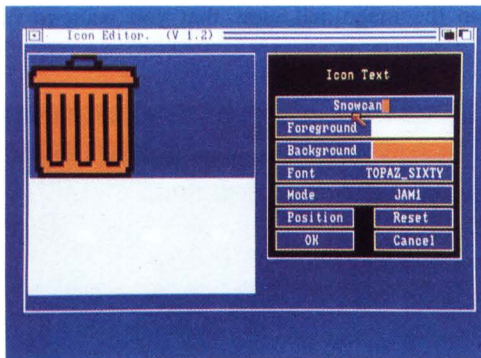 Icon Editor. (V 1.2)
Icon Text
Snowcan
Foreground
Background
Font TOPAZ_SIXTY
Mode JAM1
Position Reset
OK Cancel